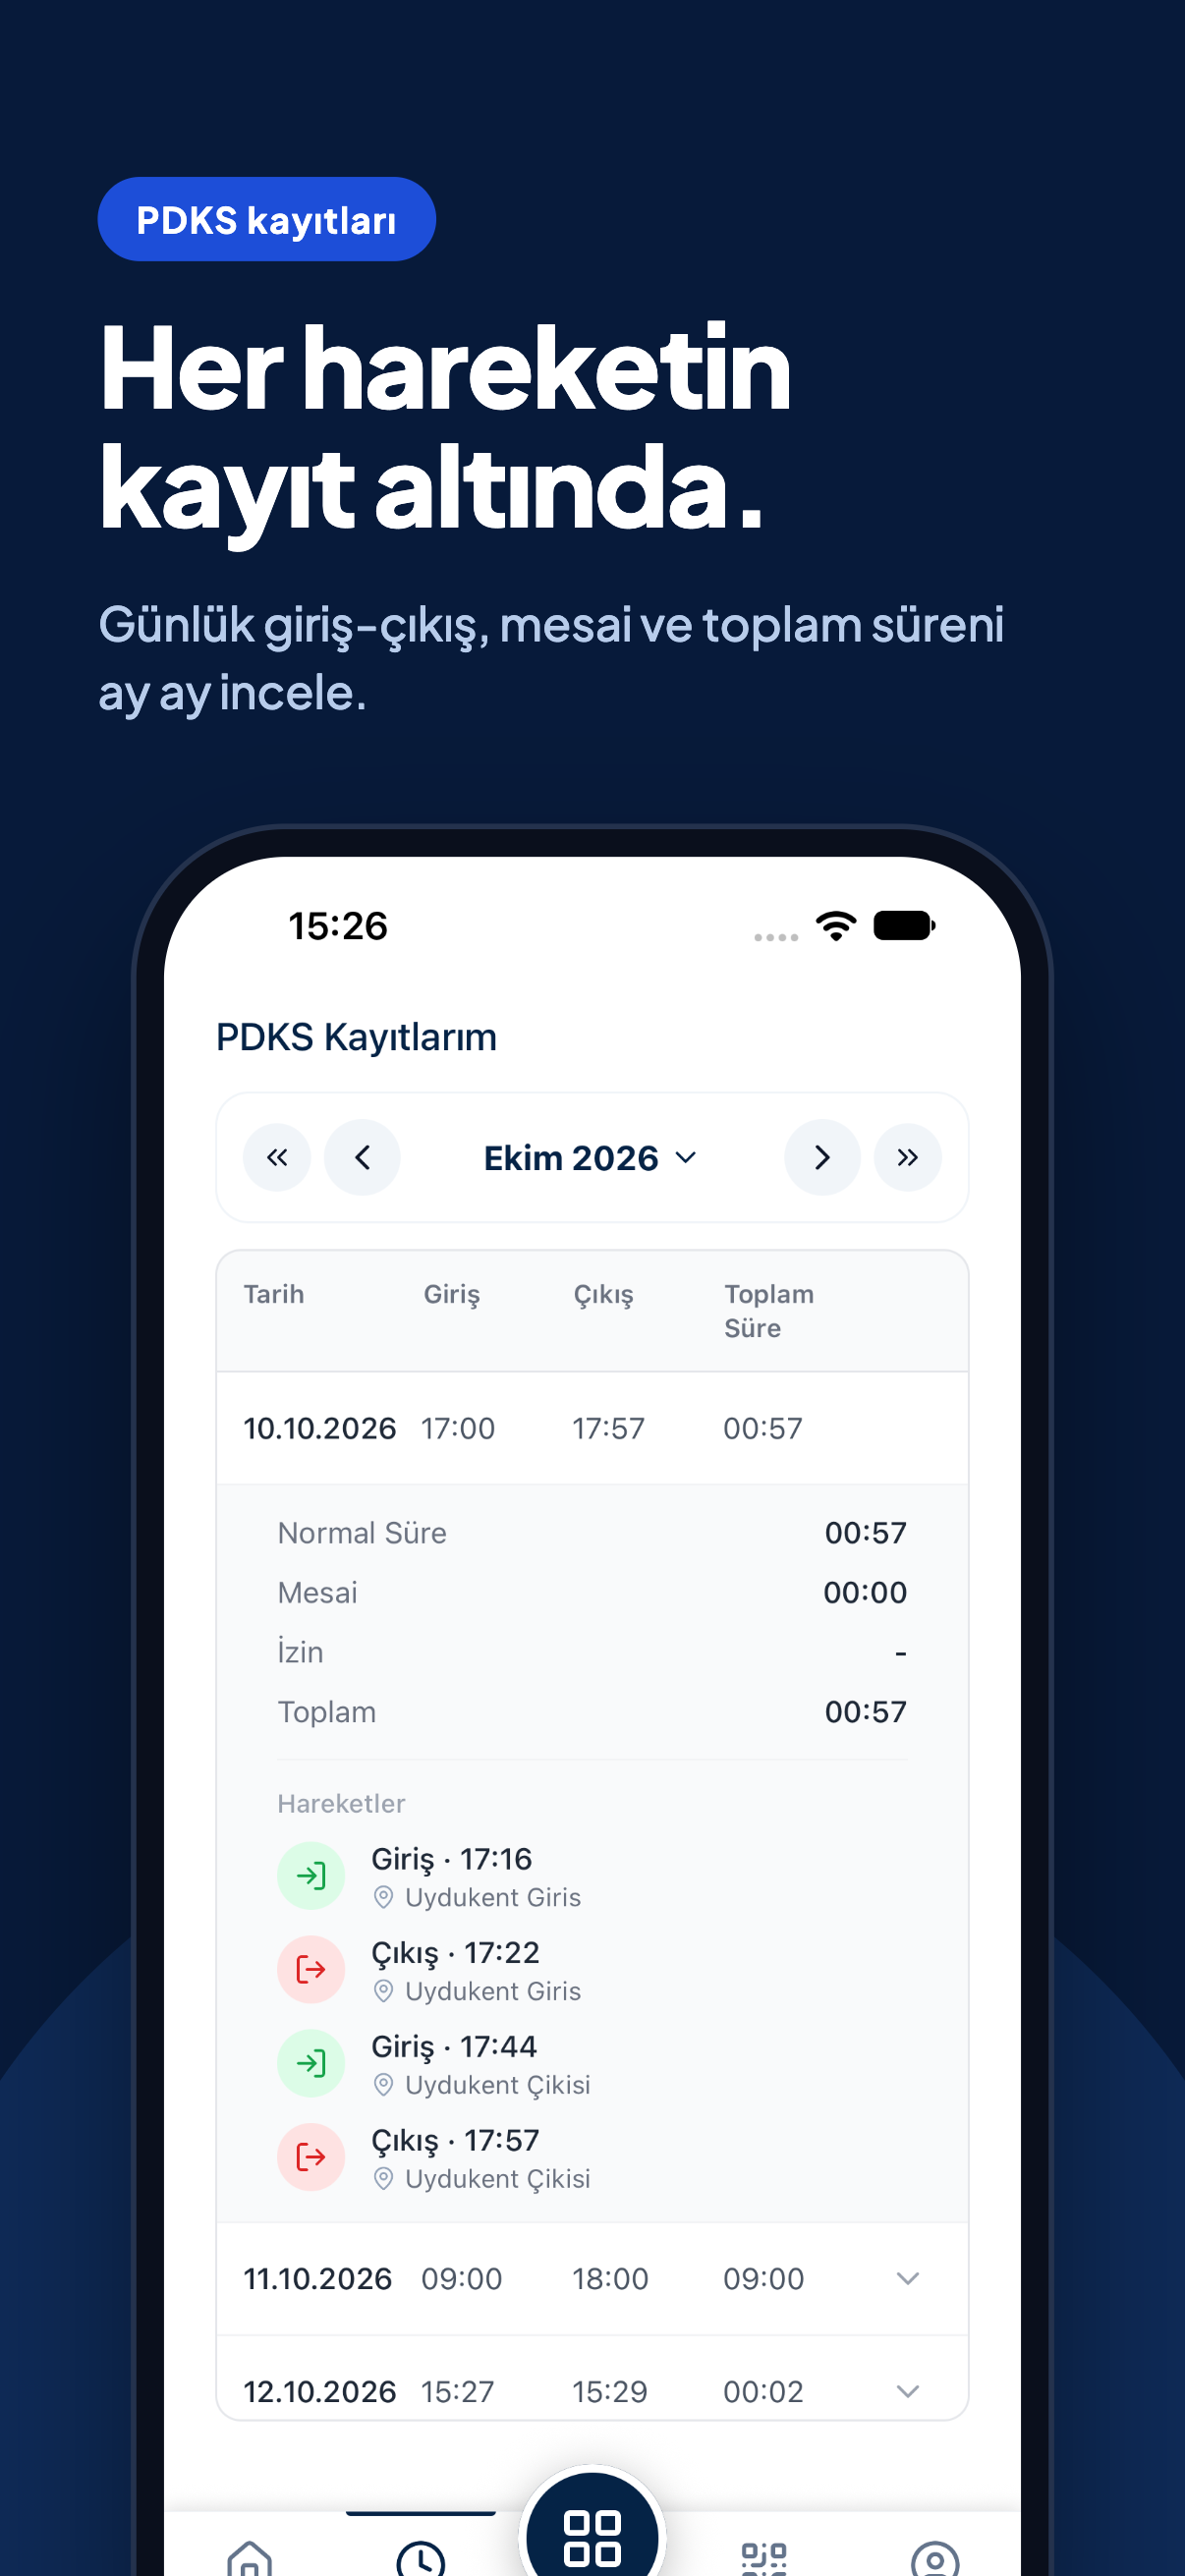 PDKS kayıtları
Her hareketin
kayıt altında.
Günlük giriş-çıkış, mesai ve toplam süreni
ay ay incele.
15:26
PDKS Kayıtlarım
Ekim 2026
Tarih Giriş Çıkış Toplam Süre
10.10.2026 17:00 17:57 00:57
Normal Süre 00:57
Mesai 00:00
İzin -
Toplam 00:57
Hareketler
Giriş · 17:16
Uydukent Giris
Çıkış · 17:22
Uydukent Giris
Giriş · 17:44
Uydukent Çikisi
Çıkış · 17:57
Uydukent Çikisi
11.10.2026 09:00 18:00 09:00
12.10.2026 15:27 15:29 00:02